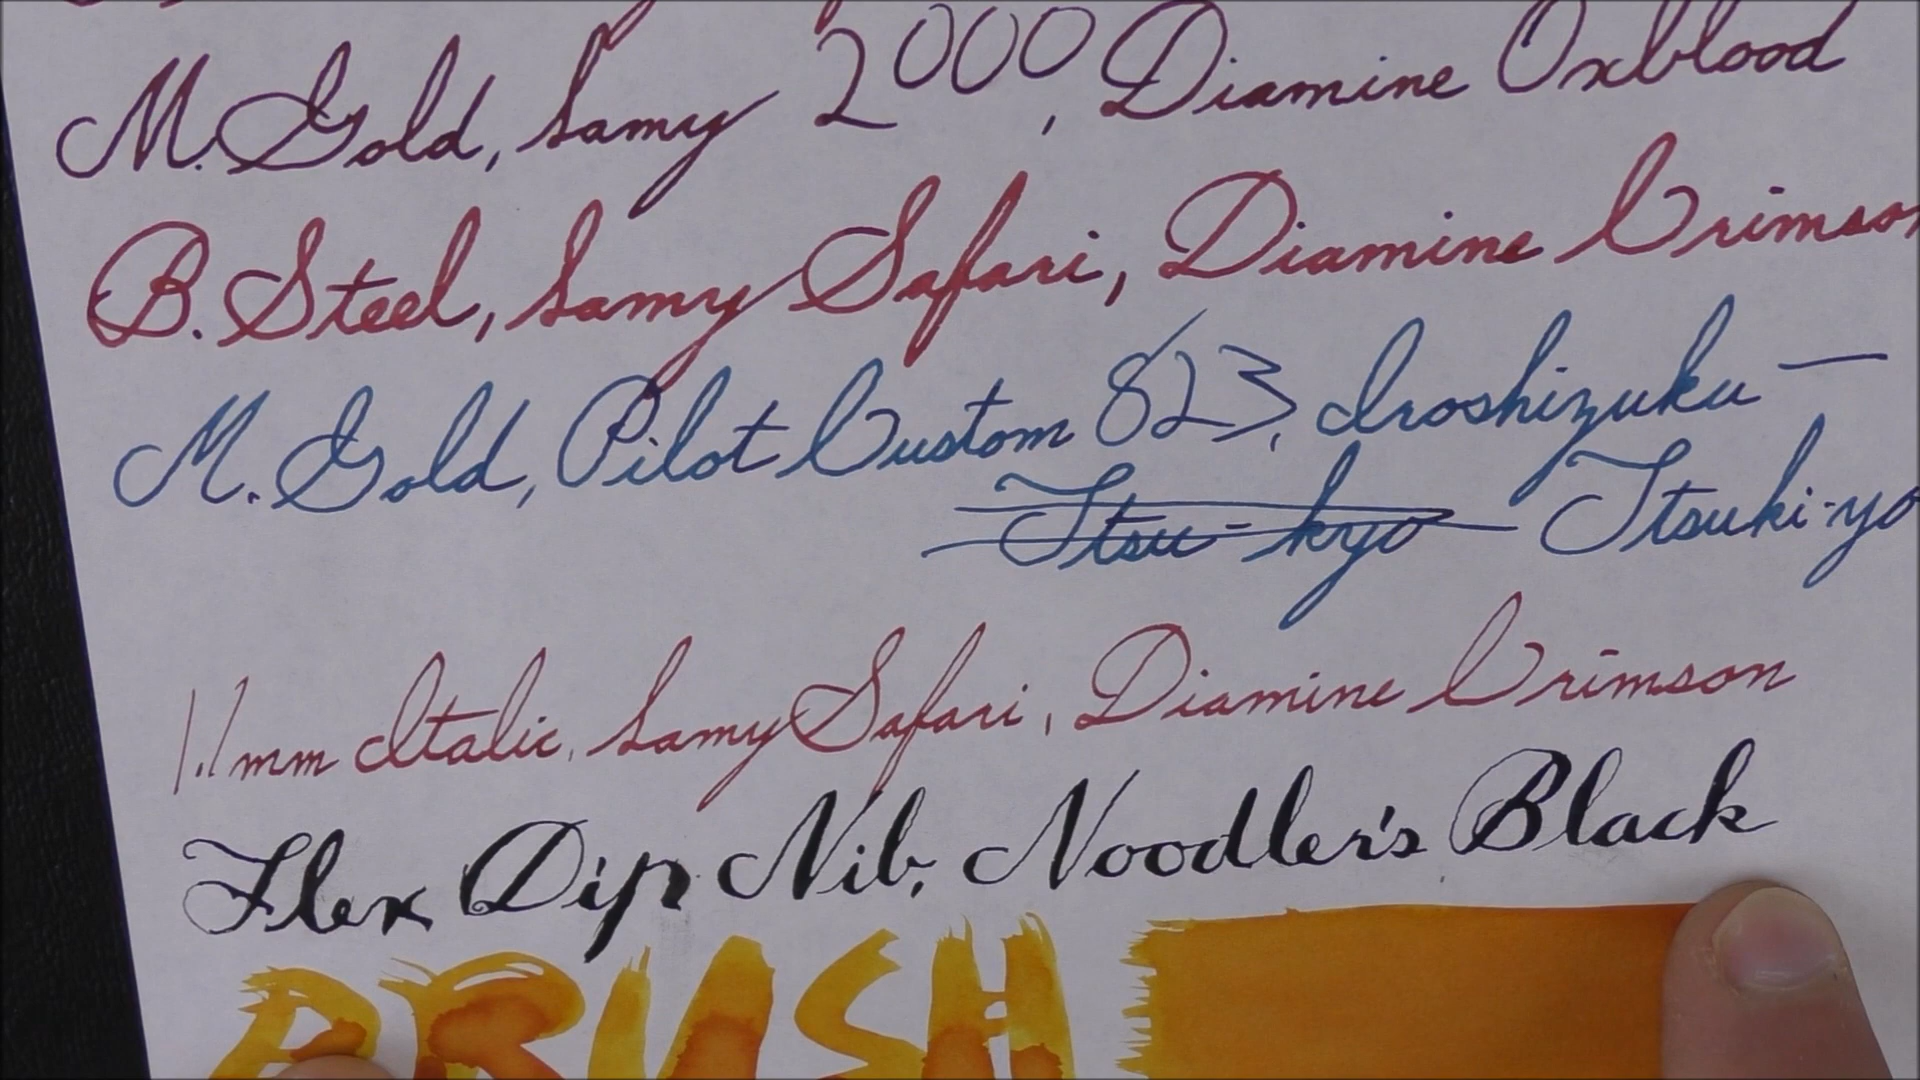 M. Gold, Lamy 2000, Diamine Oxblood
B. Steel, Lamy Safari, Diamine Crimson
M. Gold, Pilot Custom 823, Iroshizuku —
Tsu-kyo Tsuki-yo
1.1mm Italic, Lamy Safari, Diamine Crimson
Flex Dip Nib, Noodler's Black
BRUSH